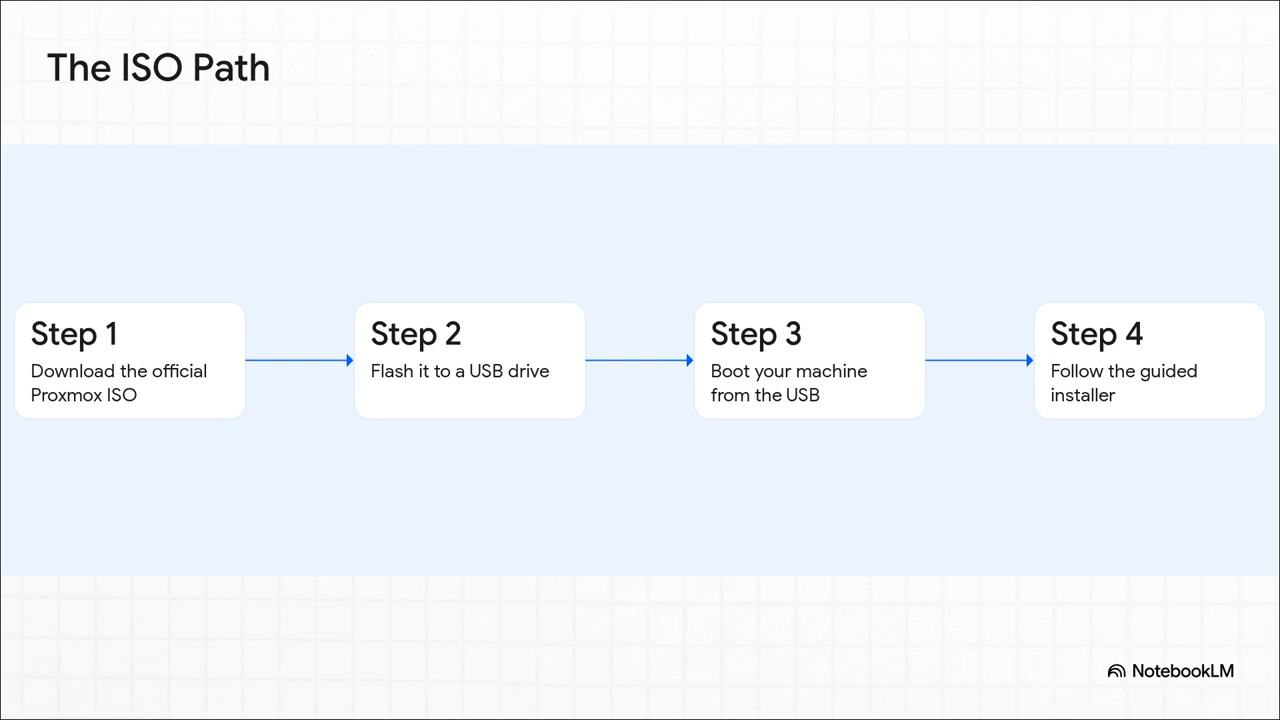 The ISO Path
Step 1
Download the official
Proxmox ISO
Step 2
Flash it to a USB drive
Step 3
Boot your machine
from the USB
Step 4
Follow the guided
installer
NotebookLM